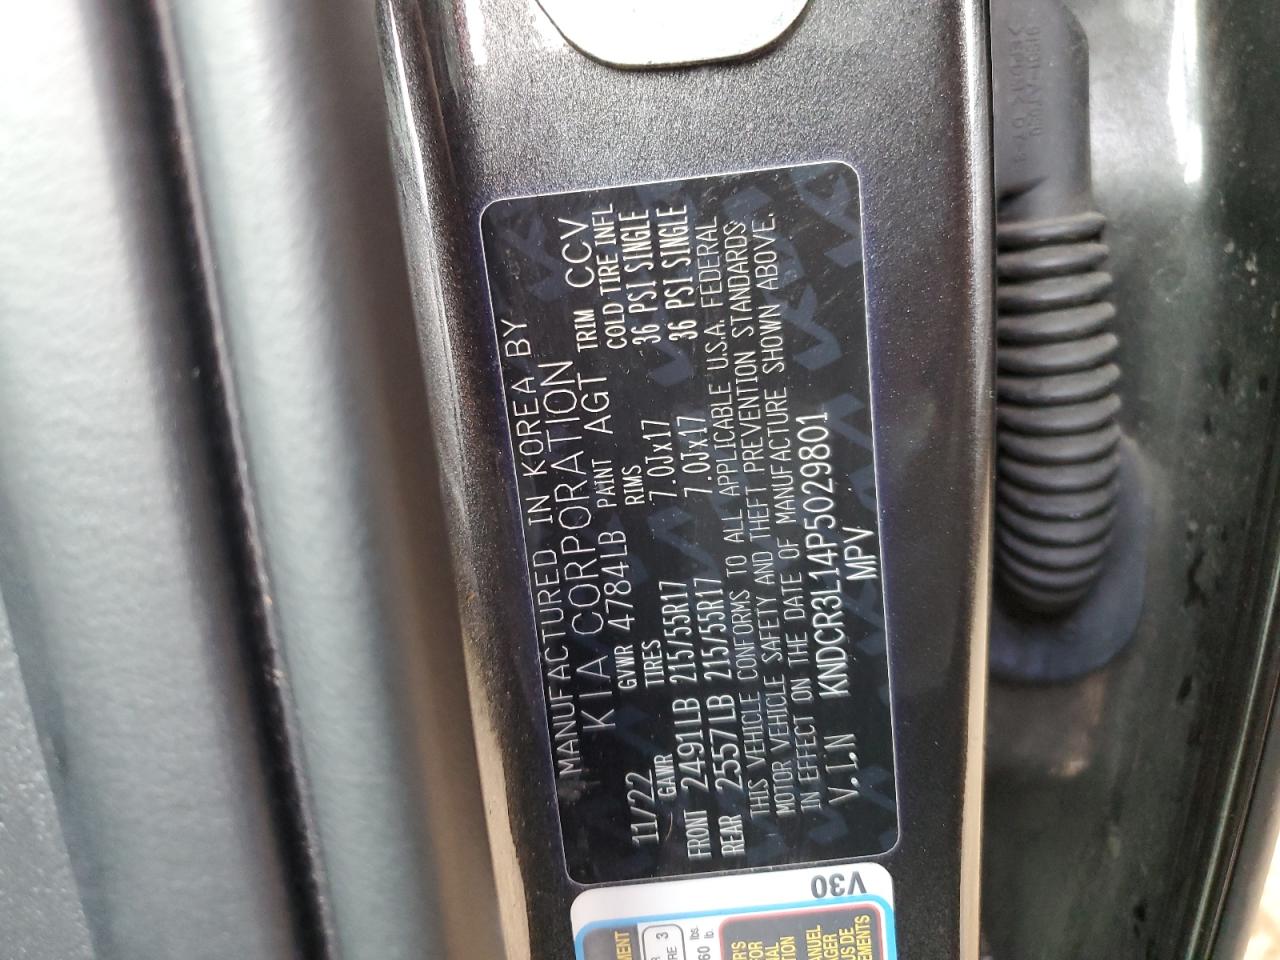 MANUFACTURED IN KOREA BY
KIA CORPORATION
11/22 GVWR 4784LB PAINT AGT TRIM CCV
GAWR TIRES RIMS COLD TIRE INFL
FRONT 2491LB 215/55R17 7.0Jx17 36 PSI SINGLE
REAR 2557LB 215/55R17 7.0Jx17 36 PSI SINGLE
THIS VEHICLE CONFORMS TO ALL APPLICABLE U.S.A. FEDERAL
MOTOR VEHICLE SAFETY AND THEFT PREVENTION STANDARDS
IN EFFECT ON THE DATE OF MANUFACTURE SHOWN ABOVE.
V.I.N KNDCR3L14P5029801
MPV
V30